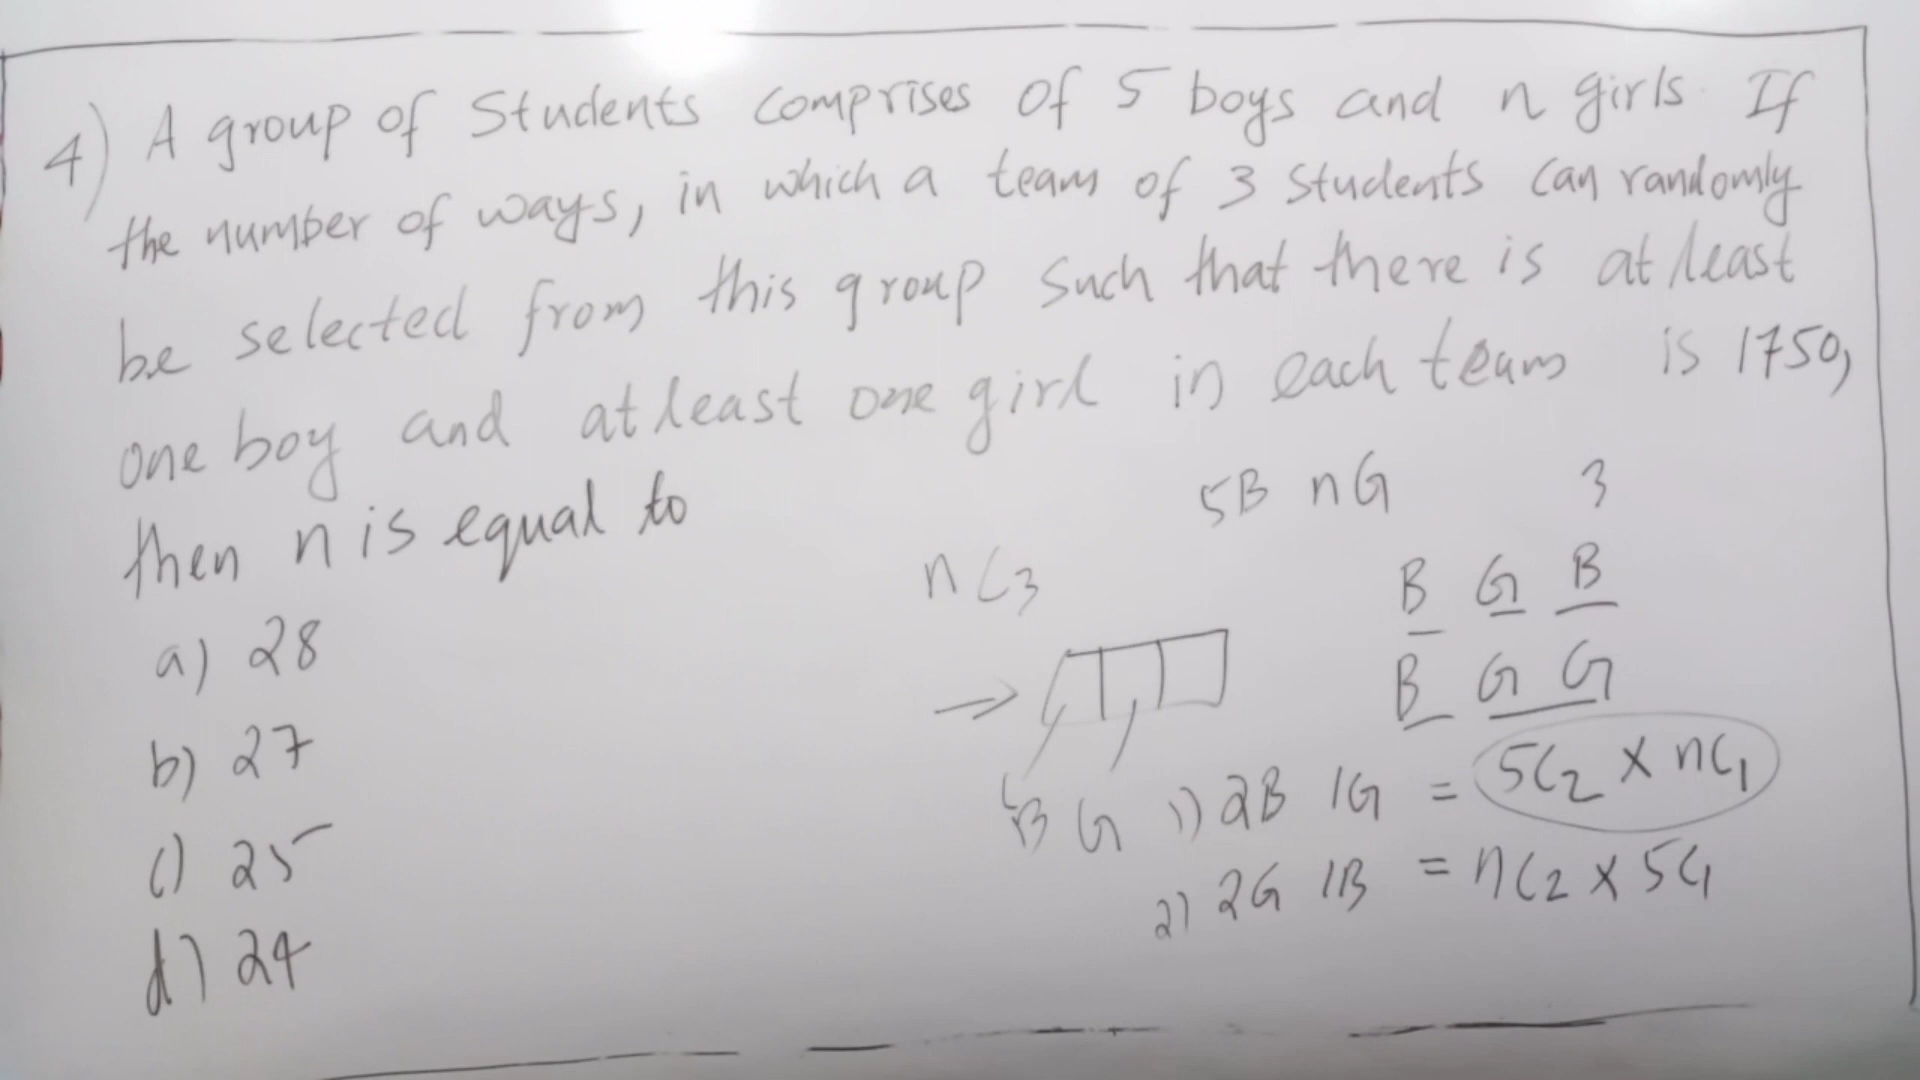 4) A group of Students comprises of 5 boys and n girls. If
the number of ways, in which a team of 3 students can randomly
be selected from this group such that there is at least
one boy and at least one girl in each team is 1750,
then n is equal to
5B nG 3
nC3
B G B
a) 28
B G G
b) 27
B G 1) 2B 1G = 5C2 x nC1
c) 25
2) 2G 1B = nC2 x 5C1
d) 24